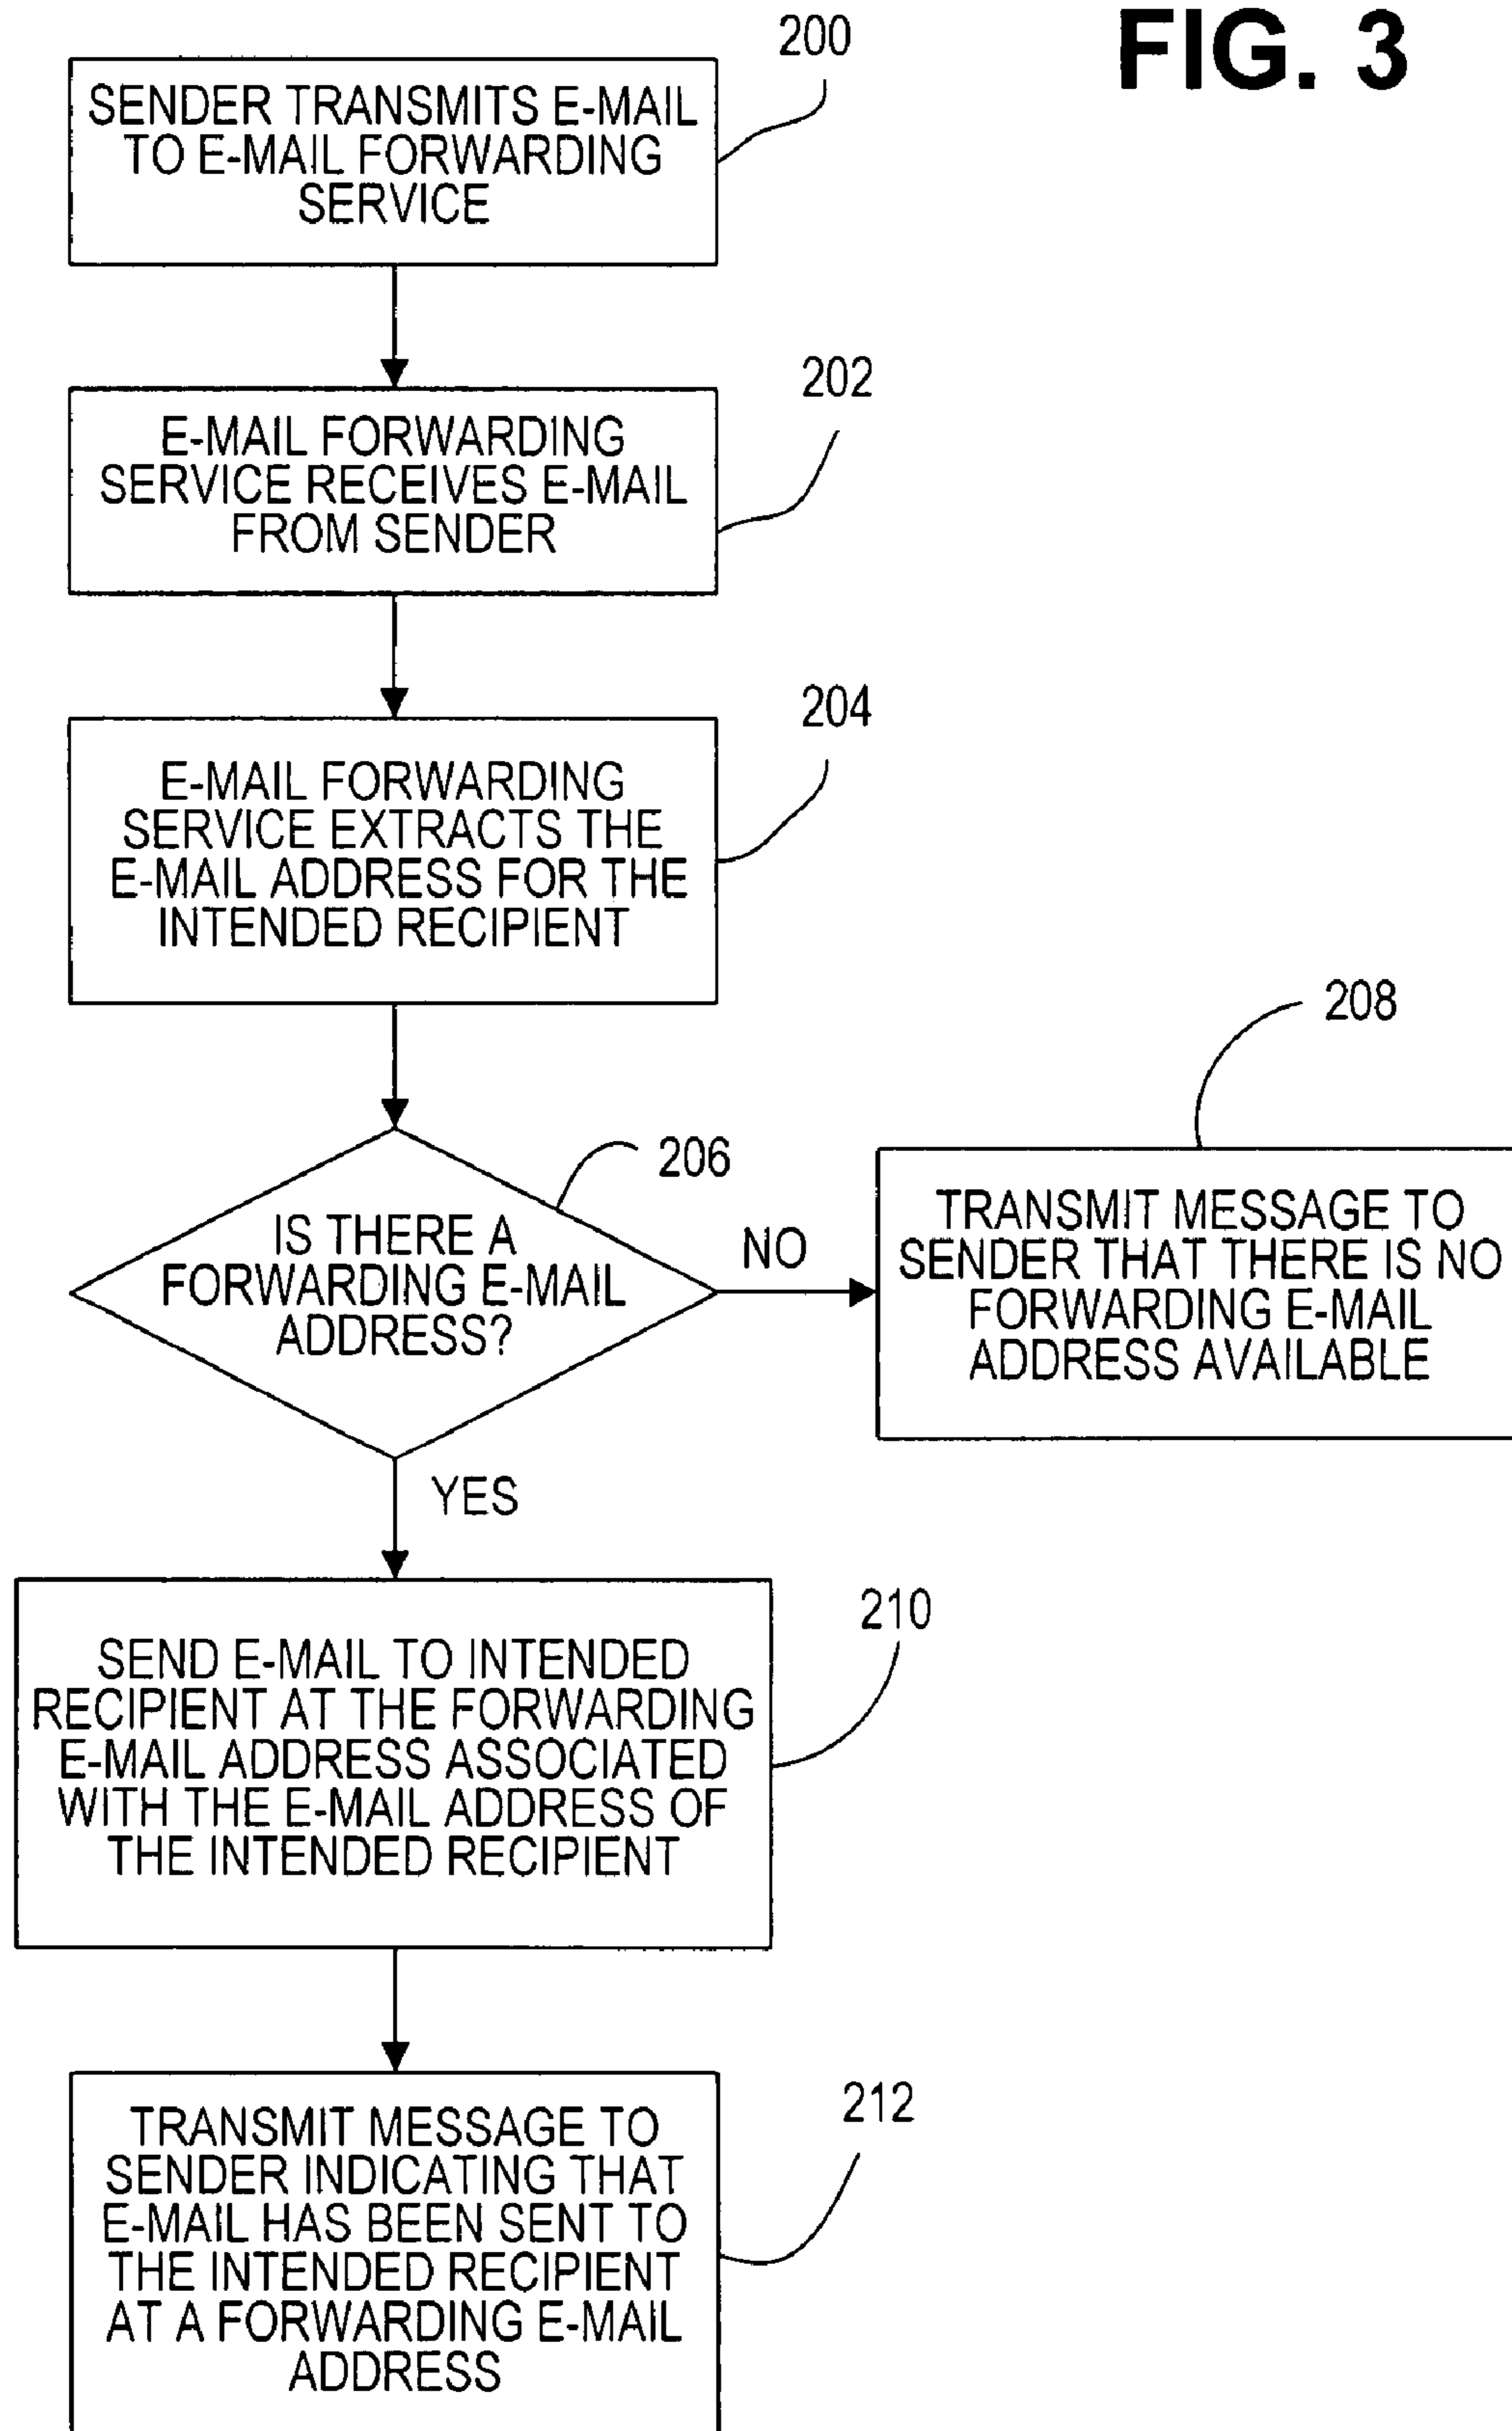 FIG. 3
200
SENDER TRANSMITS E-MAIL
TO E-MAIL FORWARDING
SERVICE
202
E-MAIL FORWARDING
SERVICE RECEIVES E-MAIL
FROM SENDER
204
E-MAIL FORWARDING
SERVICE EXTRACTS THE
E-MAIL ADDRESS FOR THE
INTENDED RECIPIENT
206
IS THERE A
FORWARDING E-MAIL
ADDRESS?
NO
208
TRANSMIT MESSAGE TO
SENDER THAT THERE IS NO
FORWARDING E-MAIL
ADDRESS AVAILABLE
YES
210
SEND E-MAIL TO INTENDED
RECIPIENT AT THE FORWARDING
E-MAIL ADDRESS ASSOCIATED
WITH THE E-MAIL ADDRESS OF
THE INTENDED RECIPIENT
212
TRANSMIT MESSAGE TO
SENDER INDICATING THAT
E-MAIL HAS BEEN SENT TO
THE INTENDED RECIPIENT
AT A FORWARDING E-MAIL
ADDRESS